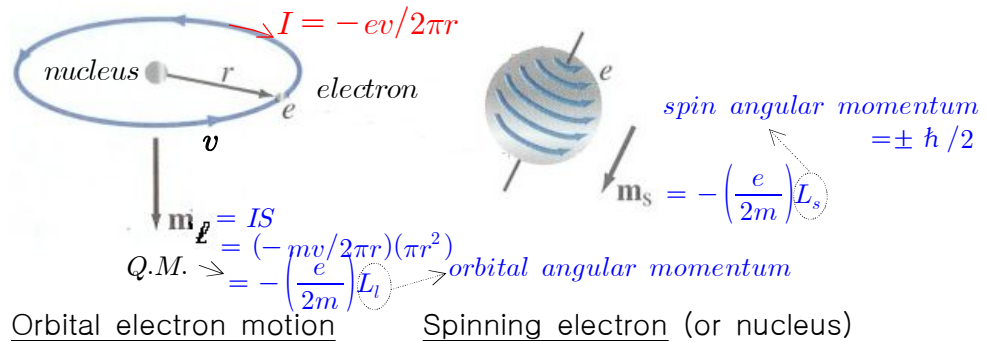 I = −ev/2πr
nucleus
r
e
electron
v
m_ℓ = IS
= (−mv/2πr)(πr²)
Q.M.
= −(e/2m)L_l
orbital angular momentum
e
spin angular momentum
= ± ℏ/2
m_S = −(e/2m)L_s
Orbital electron motion
Spinning electron (or nucleus)